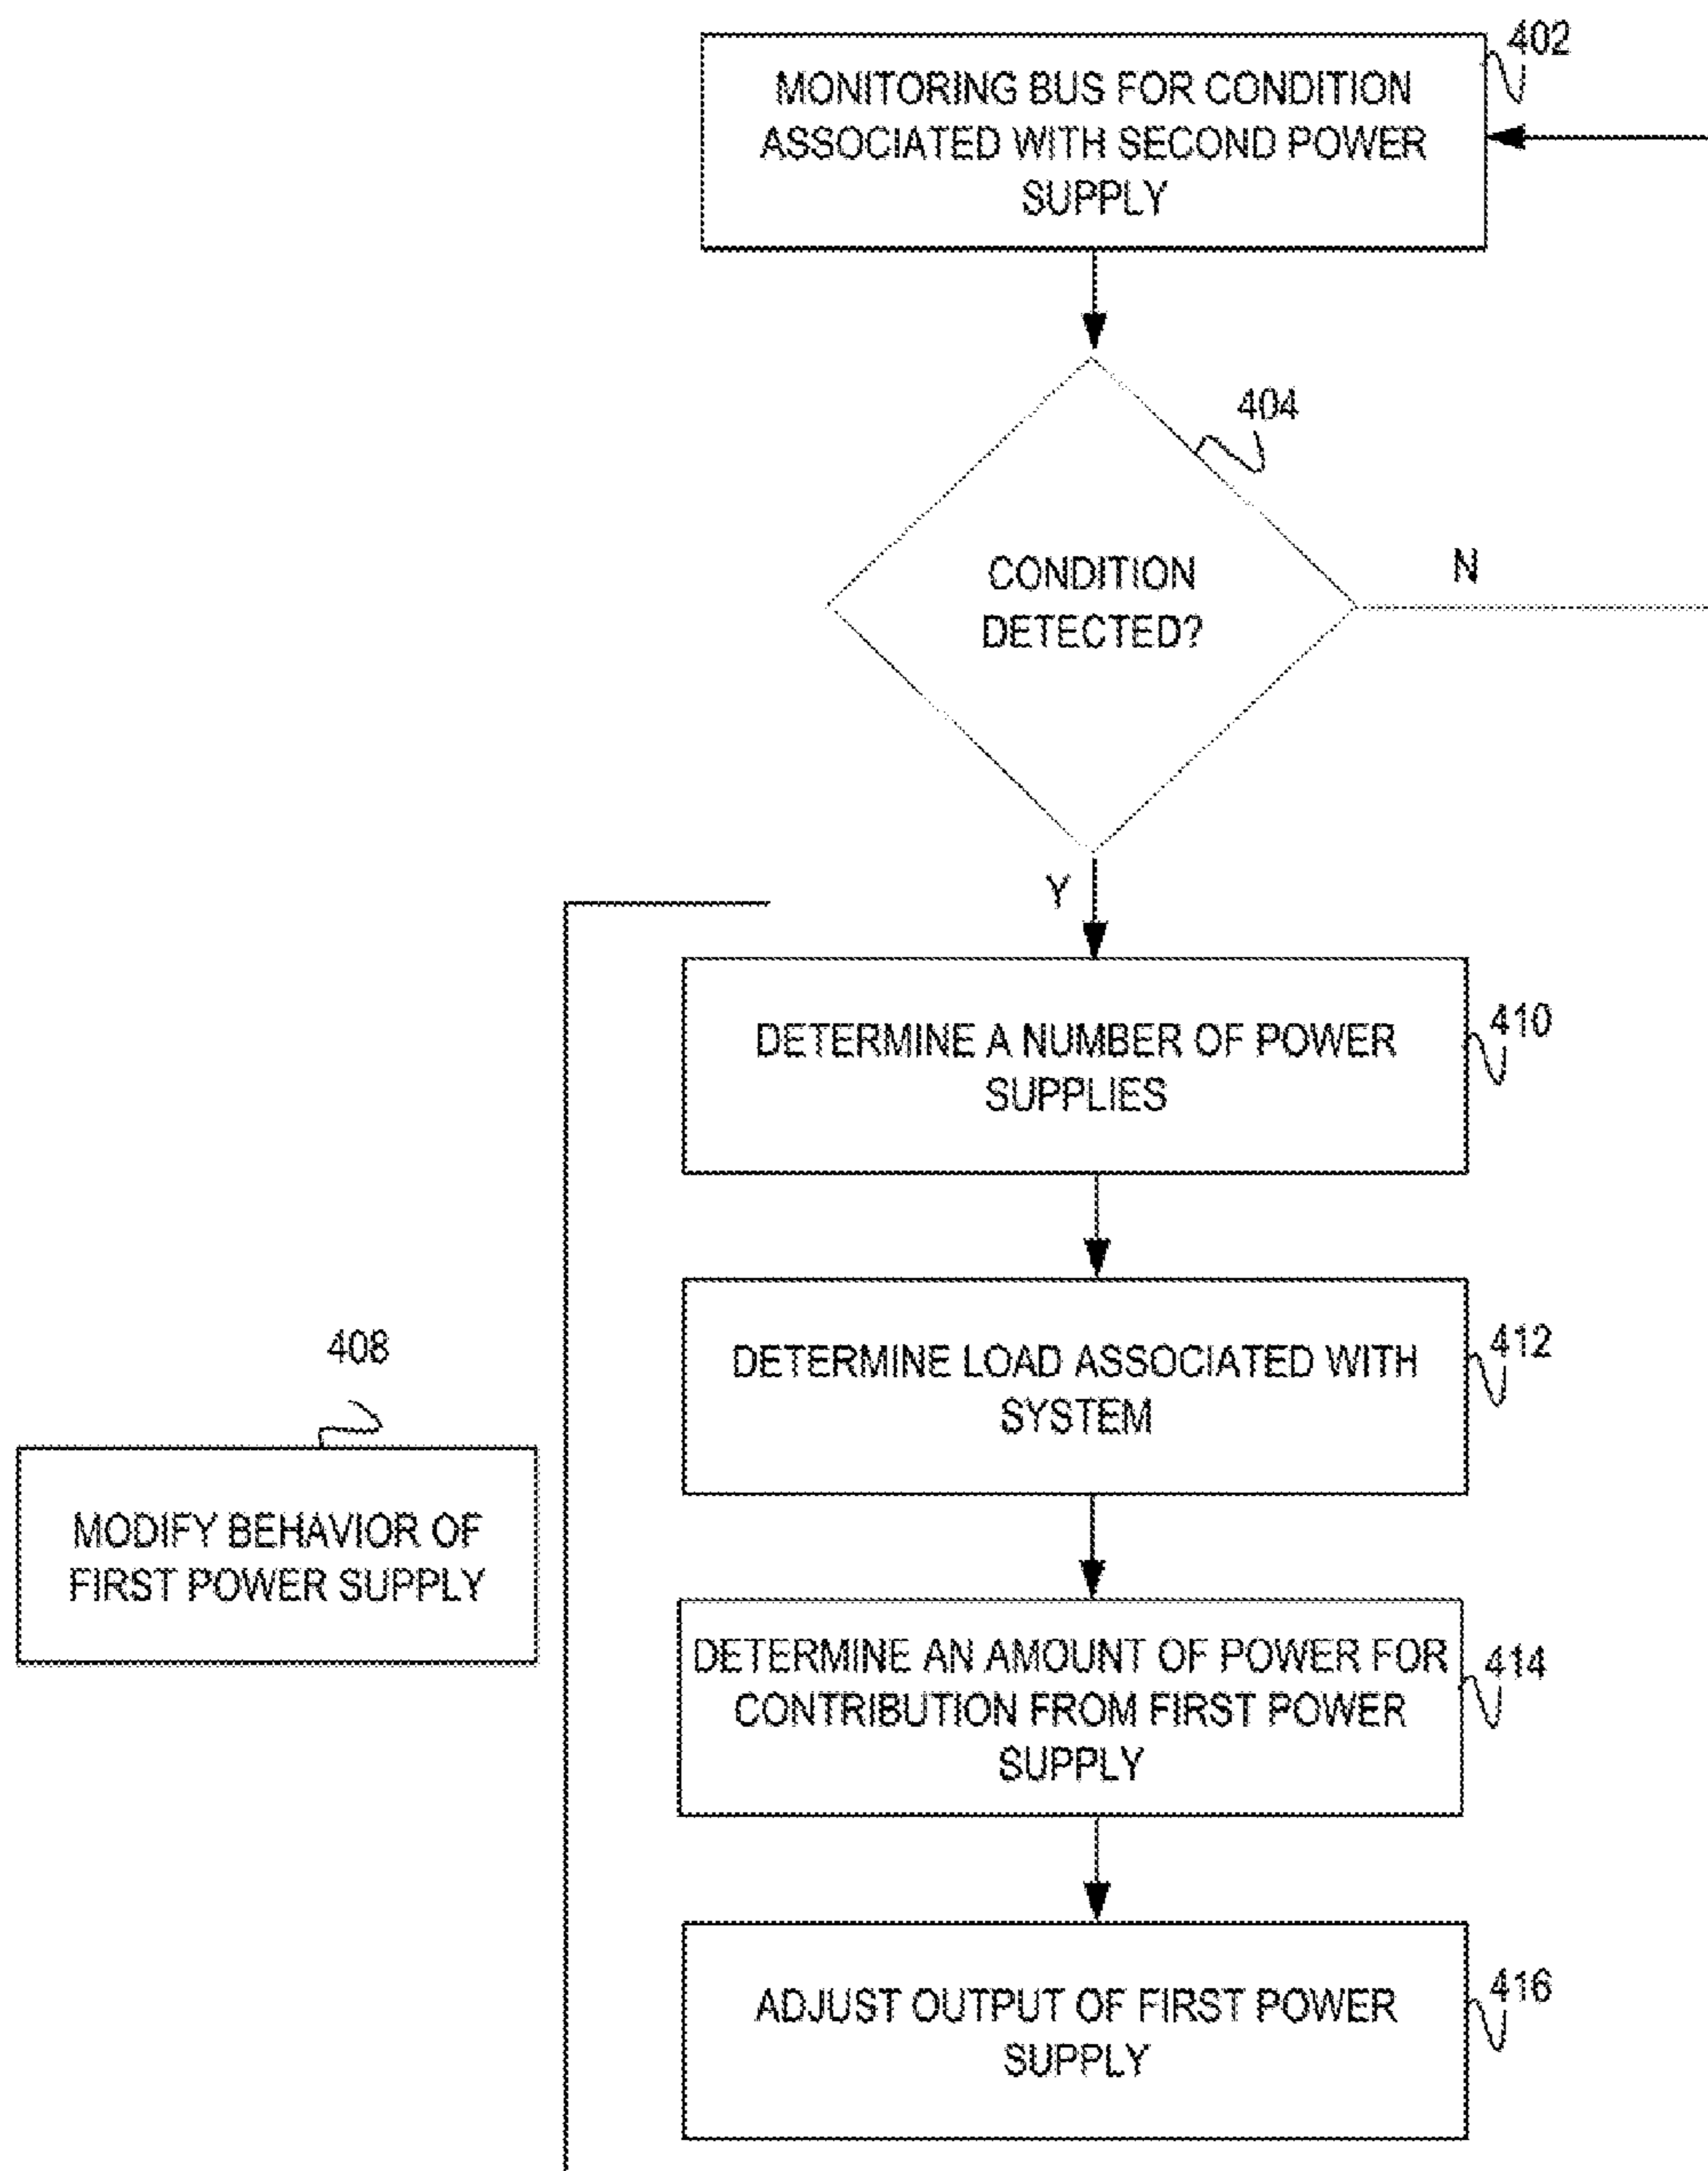 402
MONITORING BUS FOR CONDITION
ASSOCIATED WITH SECOND POWER
SUPPLY
404
CONDITION
DETECTED?
N
Y
410
DETERMINE A NUMBER OF POWER
SUPPLIES
412
DETERMINE LOAD ASSOCIATED WITH
SYSTEM
408
MODIFY BEHAVIOR OF
FIRST POWER SUPPLY
414
DETERMINE AN AMOUNT OF POWER FOR
CONTRIBUTION FROM FIRST POWER
SUPPLY
416
ADJUST OUTPUT OF FIRST POWER
SUPPLY